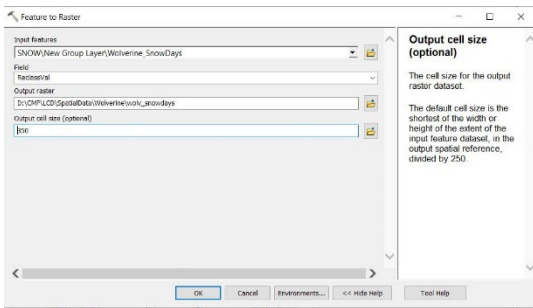 Feature to Raster
Input features
SNOW\New Group Layer\Wolverine_SnowDays
Field
ReclassVal
Output raster
D:\CMP\LCD\SpatialData\Wolverine\wolv_snowdays
Output cell size (optional)
850
OK
Cancel
Environments...
<< Hide Help
Tool Help
Output cell size
(optional)
The cell size for the output
raster dataset.
The default cell size is the
shortest of the width or
height of the extent of the
input feature dataset, in the
output spatial reference,
divided by 250.